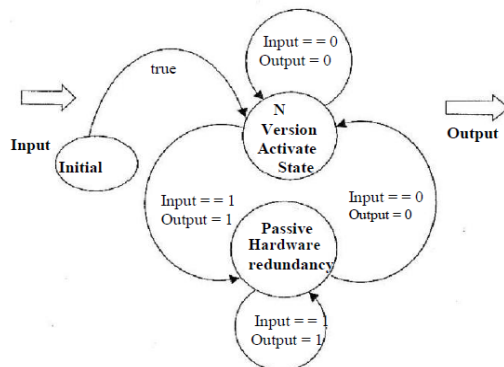 Input = = 0
Output = 0
true
N
Version
Activate
State
Input
Initial
Output
Input = = 1
Output = 1
Input = = 0
Output = 0
Passive
Hardware
redundancy
Input = = 1
Output = 1